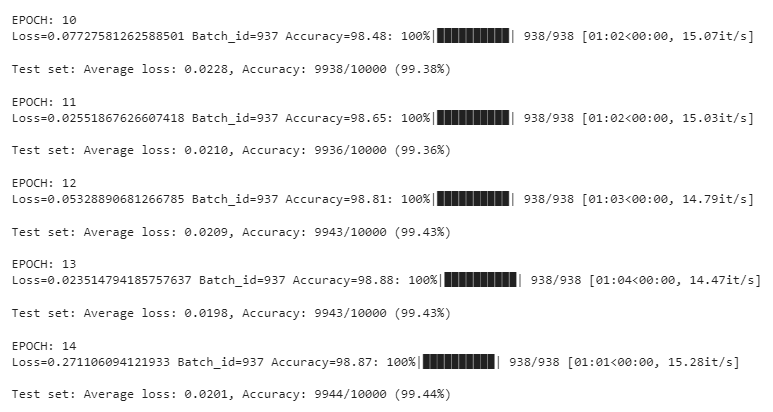 EPOCH: 10
Loss=0.07727581262588501 Batch_id=937 Accuracy=98.48: 100%|██████████| 938/938 [01:02<00:00, 15.07it/s]
Test set: Average loss: 0.0228, Accuracy: 9938/10000 (99.38%)
EPOCH: 11
Loss=0.02551867626607418 Batch_id=937 Accuracy=98.65: 100%|██████████| 938/938 [01:02<00:00, 15.03it/s]
Test set: Average loss: 0.0210, Accuracy: 9936/10000 (99.36%)
EPOCH: 12
Loss=0.05328890681266785 Batch_id=937 Accuracy=98.81: 100%|██████████| 938/938 [01:03<00:00, 14.79it/s]
Test set: Average loss: 0.0209, Accuracy: 9943/10000 (99.43%)
EPOCH: 13
Loss=0.023514794185757637 Batch_id=937 Accuracy=98.88: 100%|██████████| 938/938 [01:04<00:00, 14.47it/s]
Test set: Average loss: 0.0198, Accuracy: 9943/10000 (99.43%)
EPOCH: 14
Loss=0.271106094121933 Batch_id=937 Accuracy=98.87: 100%|██████████| 938/938 [01:01<00:00, 15.28it/s]
Test set: Average loss: 0.0201, Accuracy: 9944/10000 (99.44%)